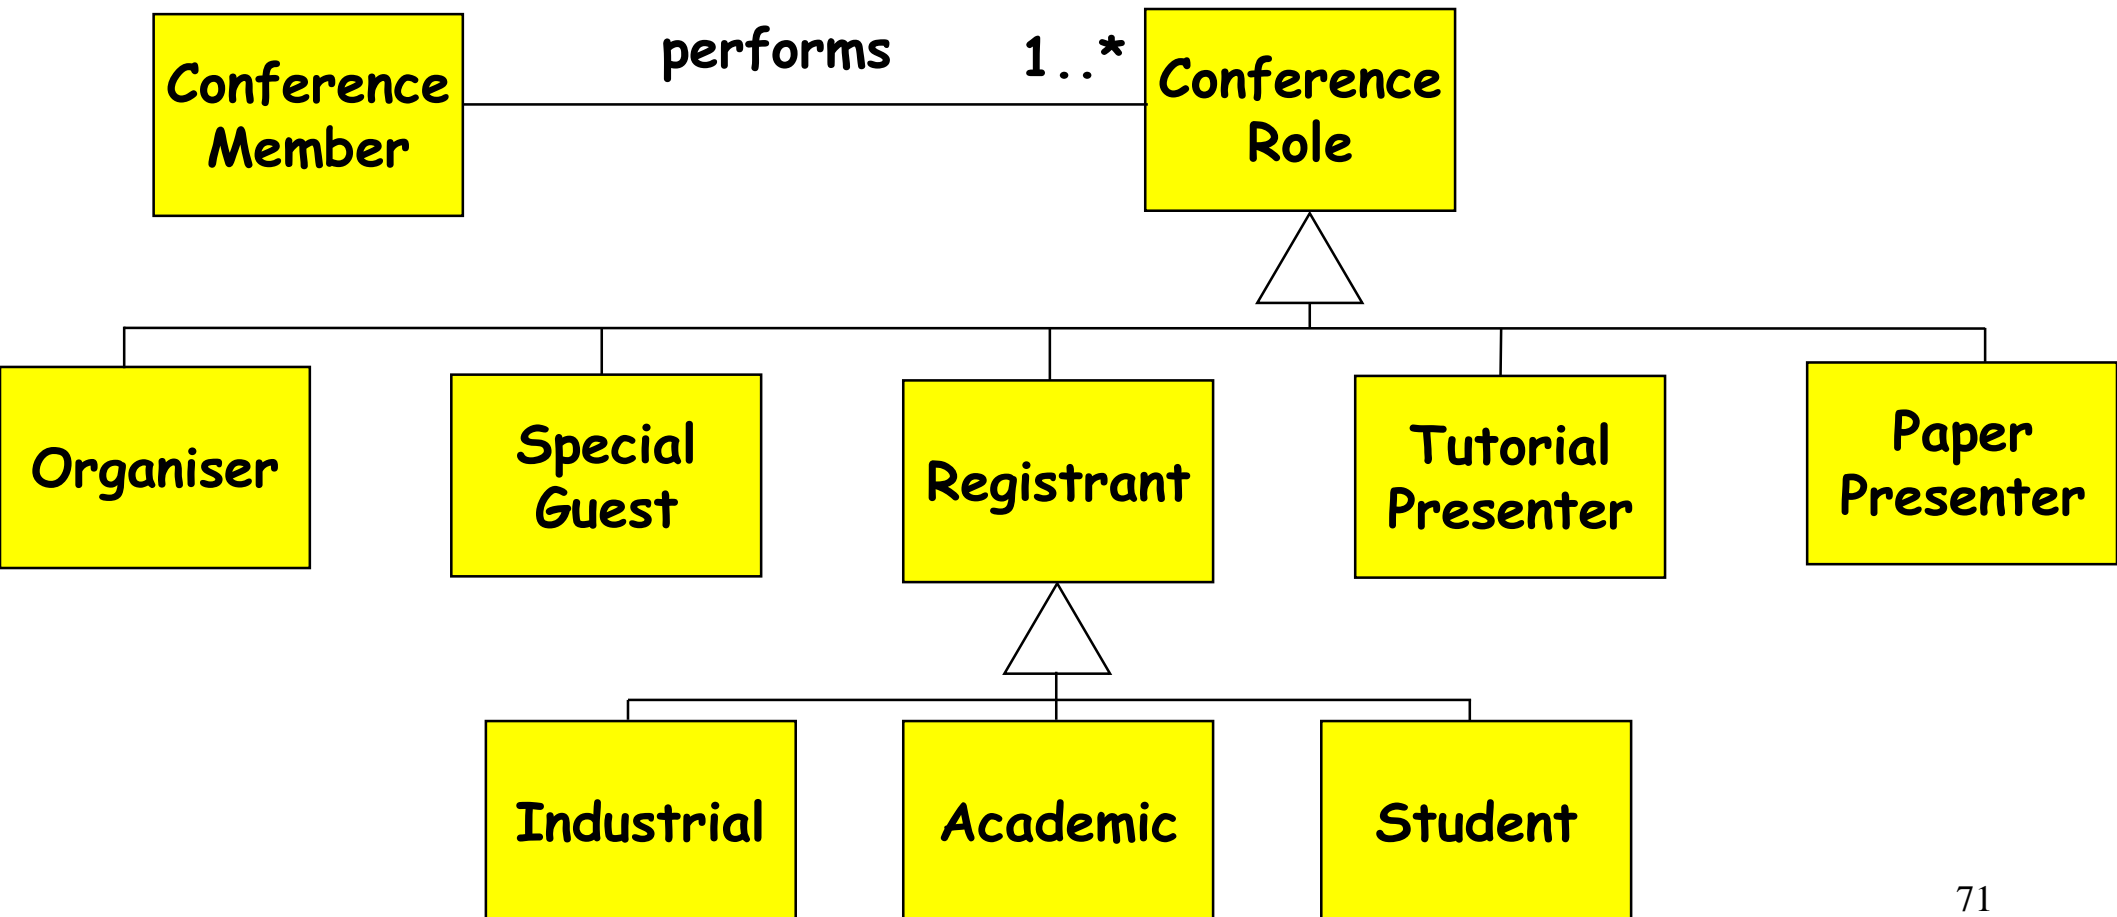 performs 1..*
Conference
Member
Conference
Role
Organiser
Special
Guest
Registrant
Tutorial
Presenter
Paper
Presenter
Industrial
Academic
Student
71